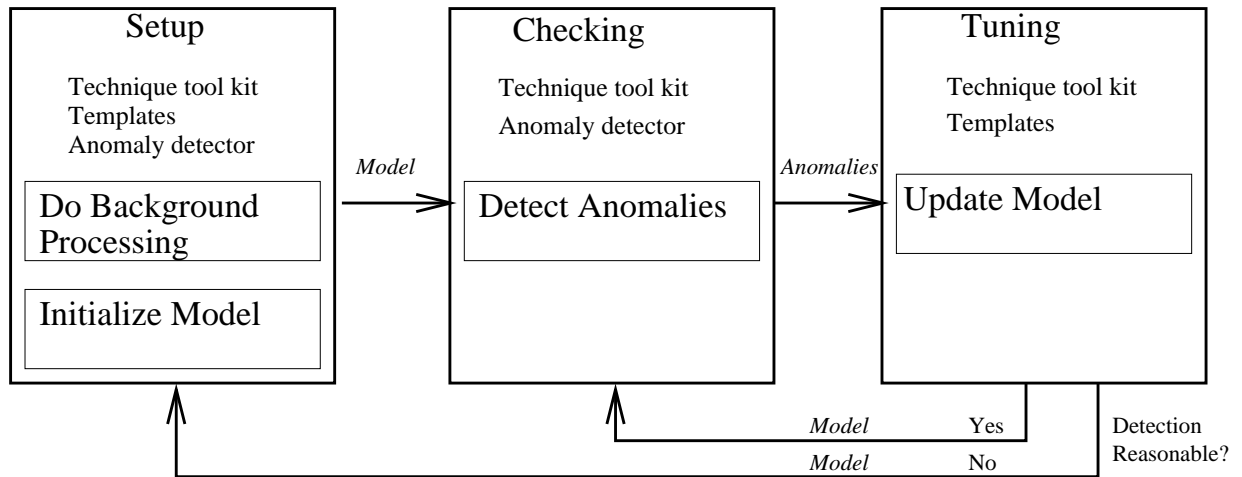 Setup
Technique tool kit
Templates
Anomaly detector
Do Background
Processing
Initialize Model
Model
Checking
Technique tool kit
Anomaly detector
Detect Anomalies
Anomalies
Tuning
Technique tool kit
Templates
Update Model
Model Yes
Model No
Detection
Reasonable?